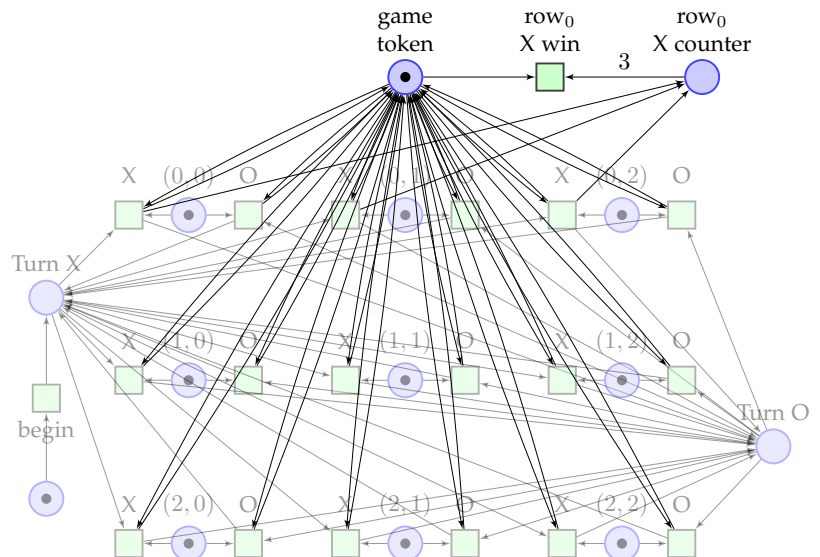 game
token
row₀
X win
row₀
X counter
3
X (0, 0) O X , 1 O X (0, 2) O
Turn X
X (1, 0) O X (1, 1) O X (1, 2) O
begin
Turn O
X (2, 0) O X (2, 1) O X (2, 2) O